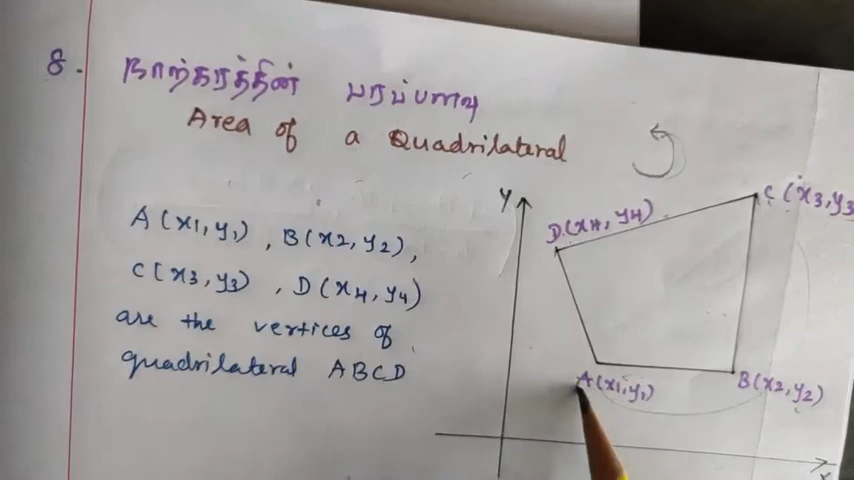 8. நாற்கரத்தின் பரப்பளவு
Area of a Quadrilateral
A(x1, y1), B(x2, y2),
C(x3, y3), D(x4, y4)
are the vertices of
quadrilateral ABCD
Y
C(x3, y3
D(x4, y4)
A(x1, y1)
B(x2, y2)
X